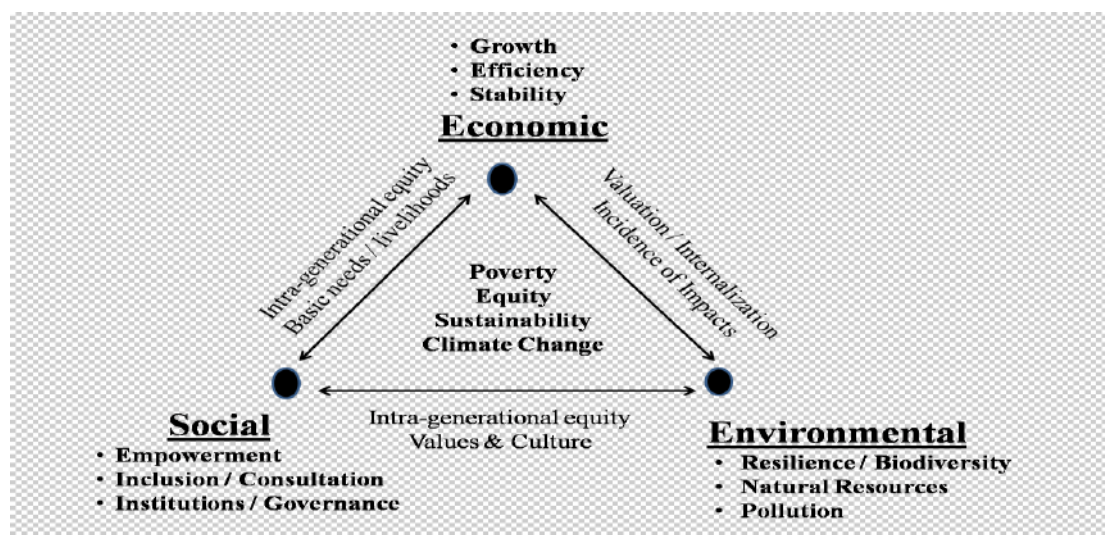 • Growth
• Efficiency
• Stability
Economic
Intra-generational equity
Basic needs / livelihoods
Valuation / Internalization
Incidence of Impacts
Poverty
Equity
Sustainability
Climate Change
Intra-generational equity
Values & Culture
Social
• Empowerment
• Inclusion / Consultation
• Institutions / Governance
Environmental
• Resilience / Biodiversity
• Natural Resources
• Pollution